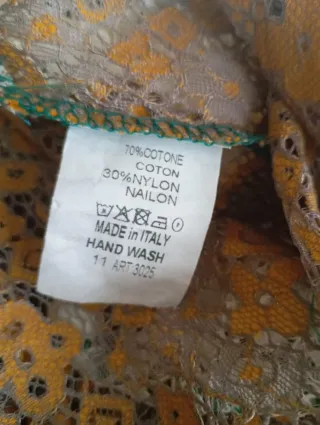 70%COTONE
COTON
30%NYLON
NAILON
MADE in ITALY
HAND WASH
11 ART 3025